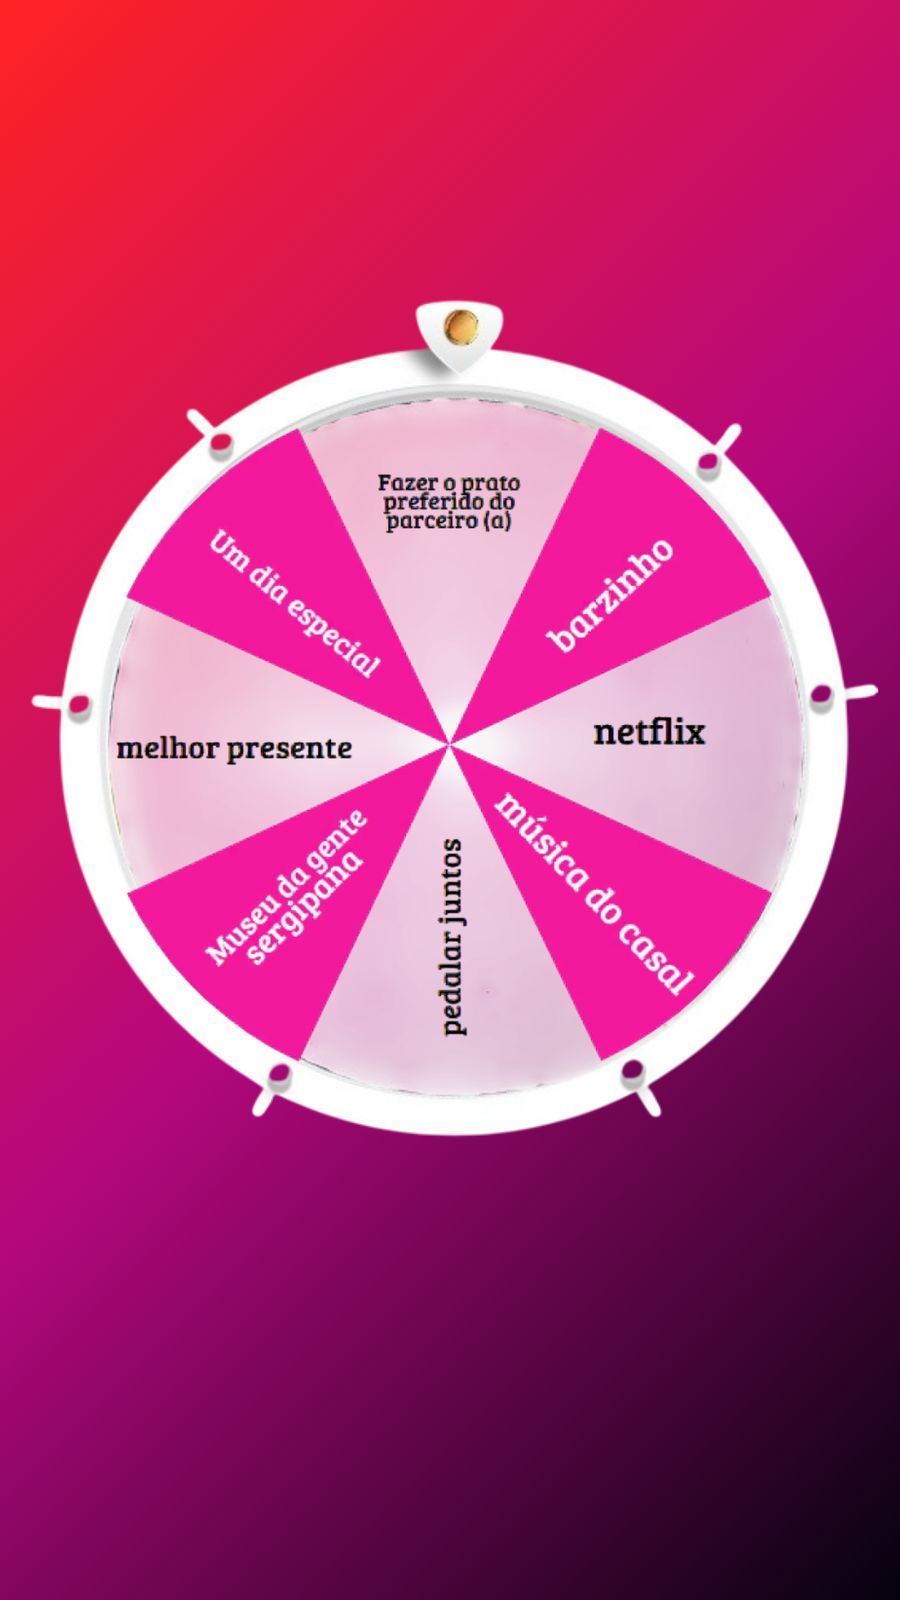 Fazer o prato
preferido do
parceiro (a)
barzinho
netflix
música do casal
pedalar juntos
Museu da gente
sergipana
melhor presente
Um dia especial